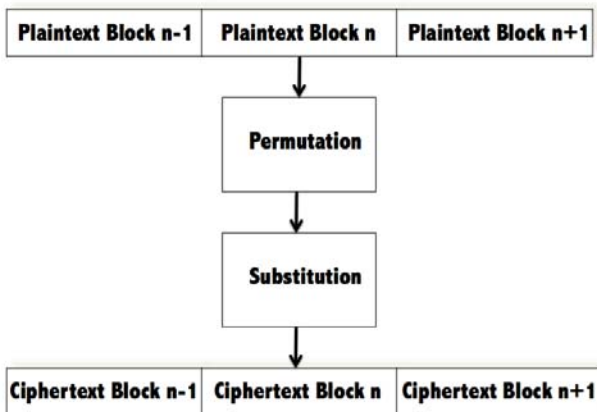 Plaintext Block n-1 Plaintext Block n Plaintext Block n+1
Permutation
Substitution
Ciphertext Block n-1 Ciphertext Block n Ciphertext Block n+1